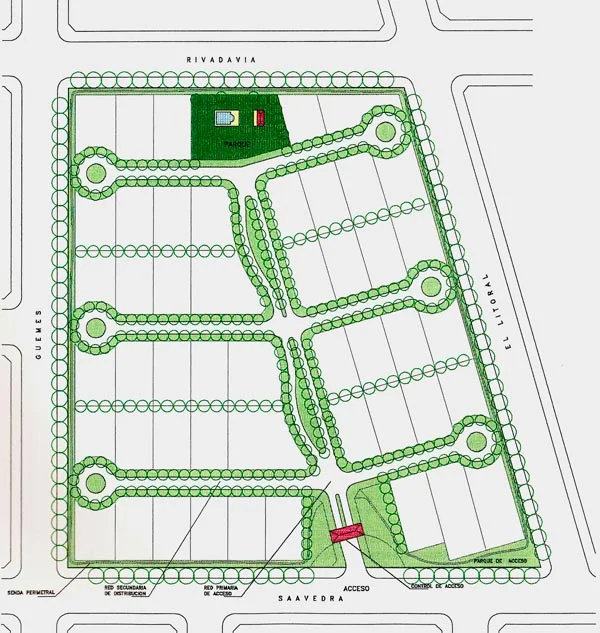 RIVADAVIA
PARQUE
GUEMES
EL LITORAL
PARQUE DE ACCESO
SENDA PERIMETRAL
RED SECUNDARIA
DE DISTRIBUCION
RED PRIMARIA
DE ACCESO
ACCESO
CONTROL DE ACCESO
SAAVEDRA